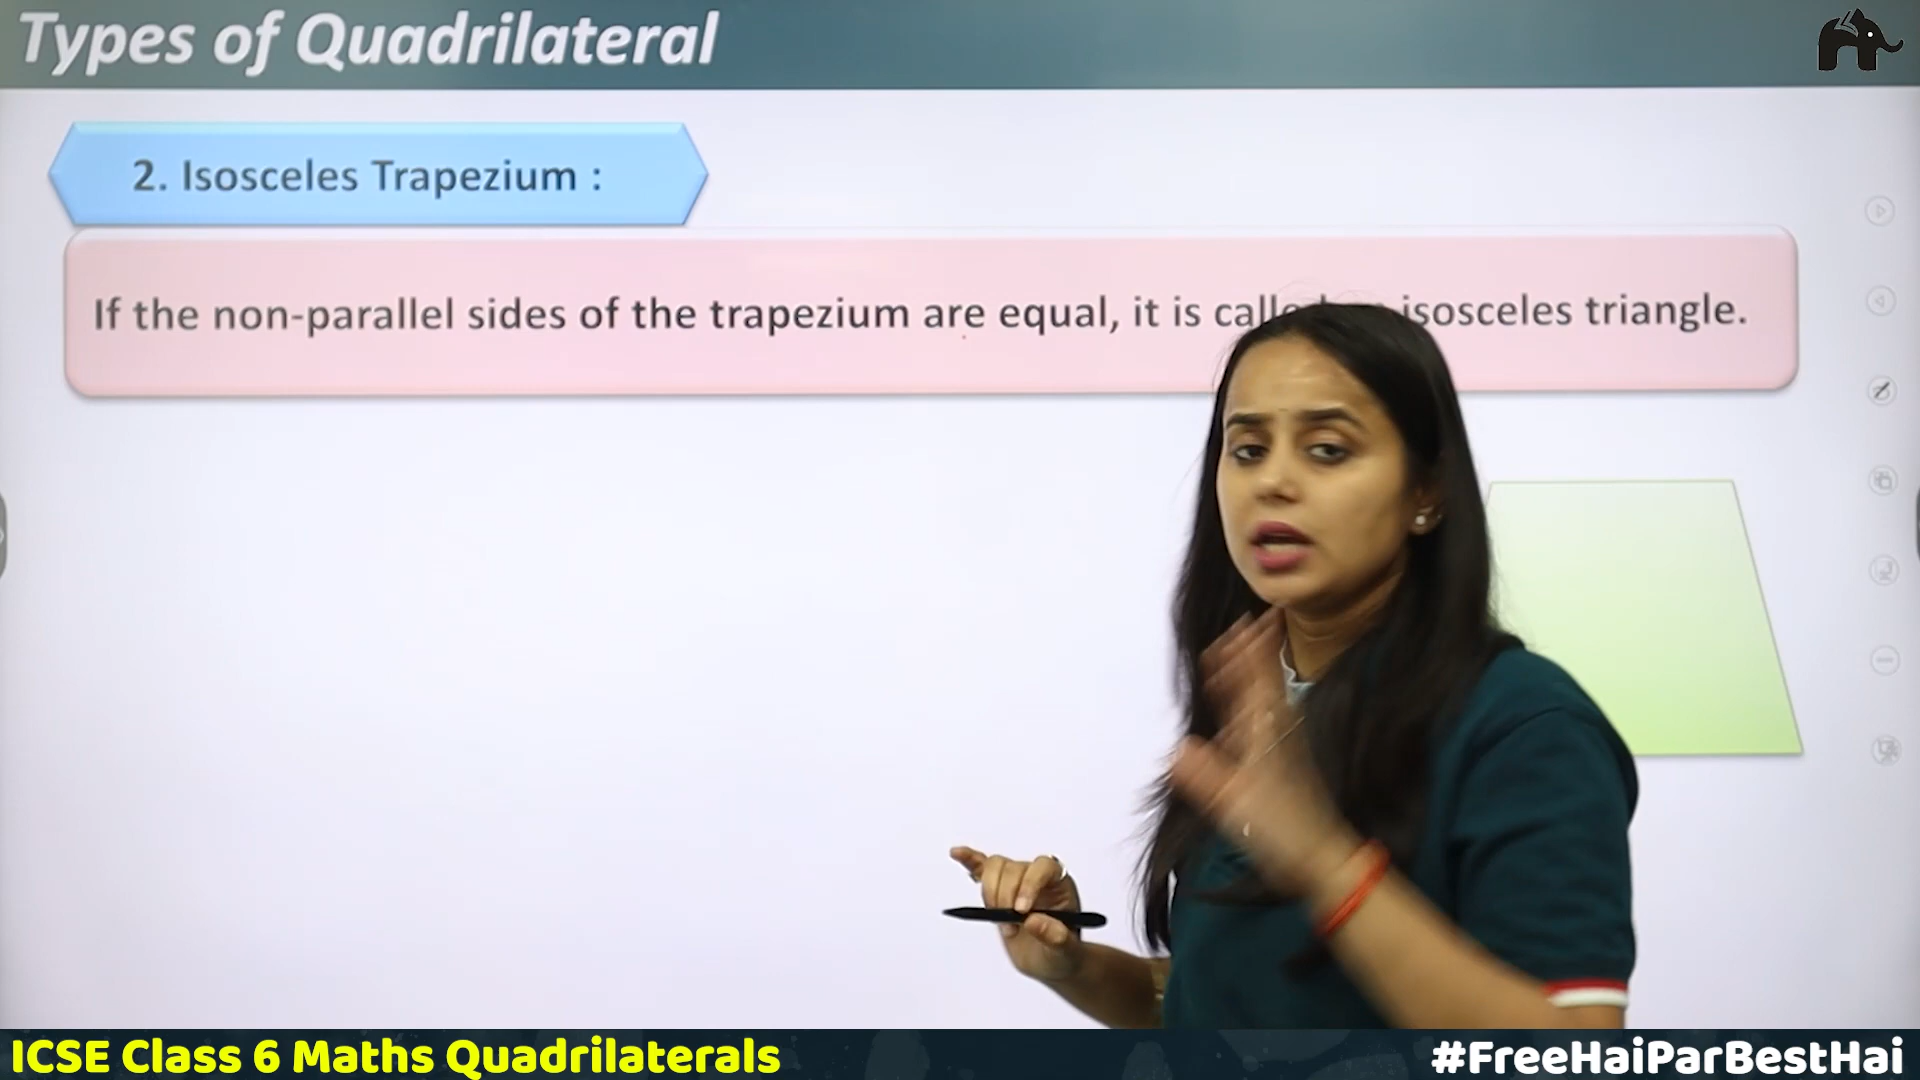 Types of Quadrilateral
2. Isosceles Trapezium :
If the non-parallel sides of the trapezium are equal, it is isosceles triangle.
ICSE Class 6 Maths Quadrilaterals
#FreeHaiParBestHai